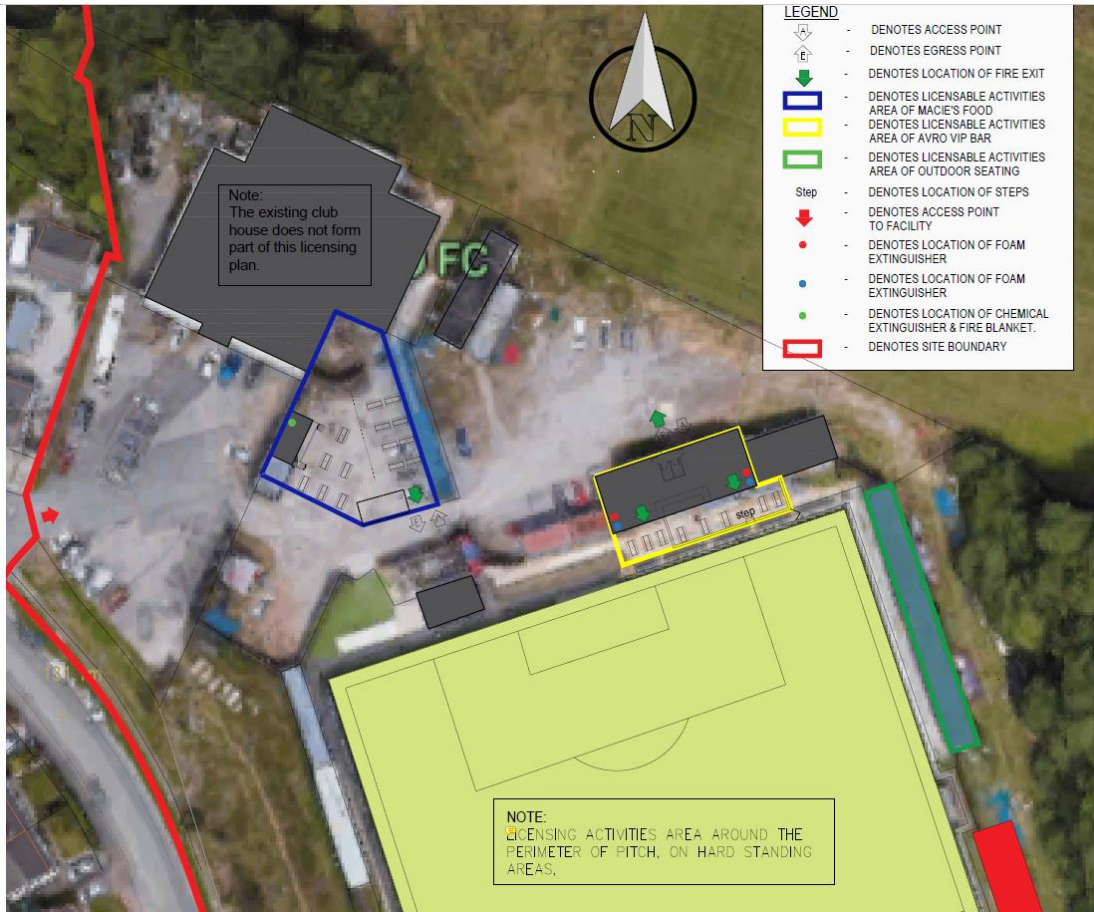 LEGEND
A - DENOTES ACCESS POINT
E - DENOTES EGRESS POINT
- DENOTES LOCATION OF FIRE EXIT
- DENOTES LICENSABLE ACTIVITIES
AREA OF MACIE'S FOOD
- DENOTES LICENSABLE ACTIVITIES
AREA OF AVRO VIP BAR
- DENOTES LICENSABLE ACTIVITIES
AREA OF OUTDOOR SEATING
Step - DENOTES LOCATION OF STEPS
- DENOTES ACCESS POINT
TO FACILITY
- DENOTES LOCATION OF FOAM
EXTINGUISHER
- DENOTES LOCATION OF FOAM
EXTINGUISHER
- DENOTES LOCATION OF CHEMICAL
EXTINGUISHER & FIRE BLANKET.
- DENOTES SITE BOUNDARY
N
Note:
The existing club
house does not form
part of this licensing
plan.
FC
E A
step
NOTE:
LICENSING ACTIVITIES AREA AROUND THE
PERIMETER OF PITCH, ON HARD STANDING
AREAS,